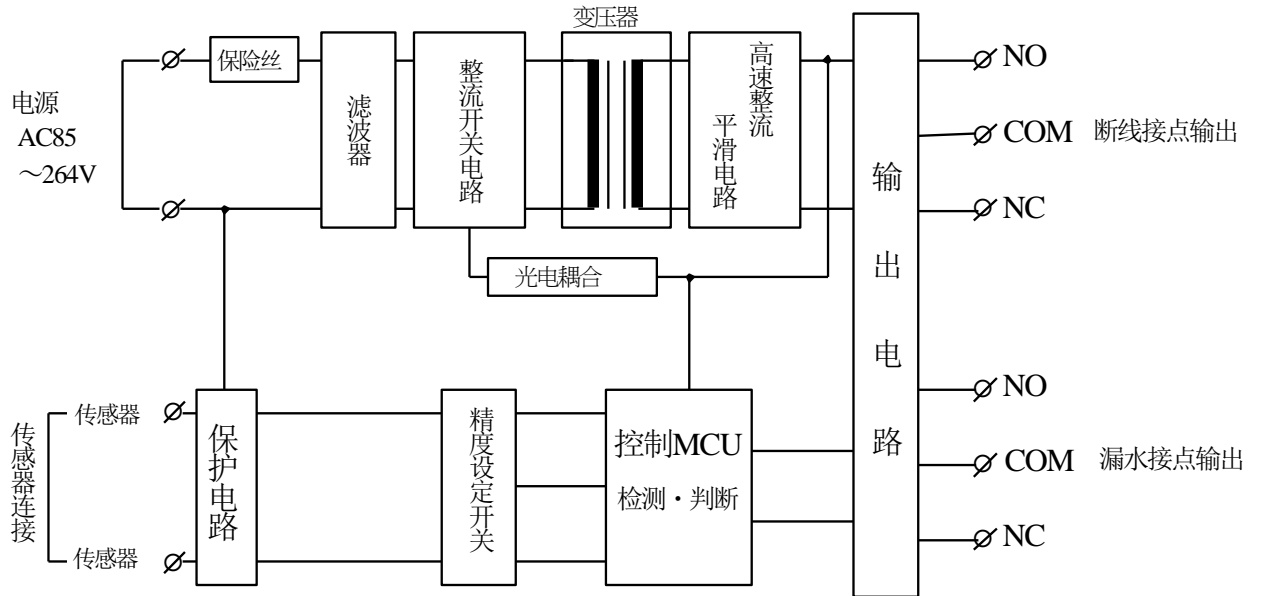 变压器
保险丝
电源
AC85
～264V
滤波器
整流开关电路
高速整流
平滑电路
光电耦合
输出电路
NO
COM 断线接点输出
NC
传感器连接
传感器
传感器
保护电路
精度设定开关
控制MCU
检测・判断
NO
COM 漏水接点输出
NC